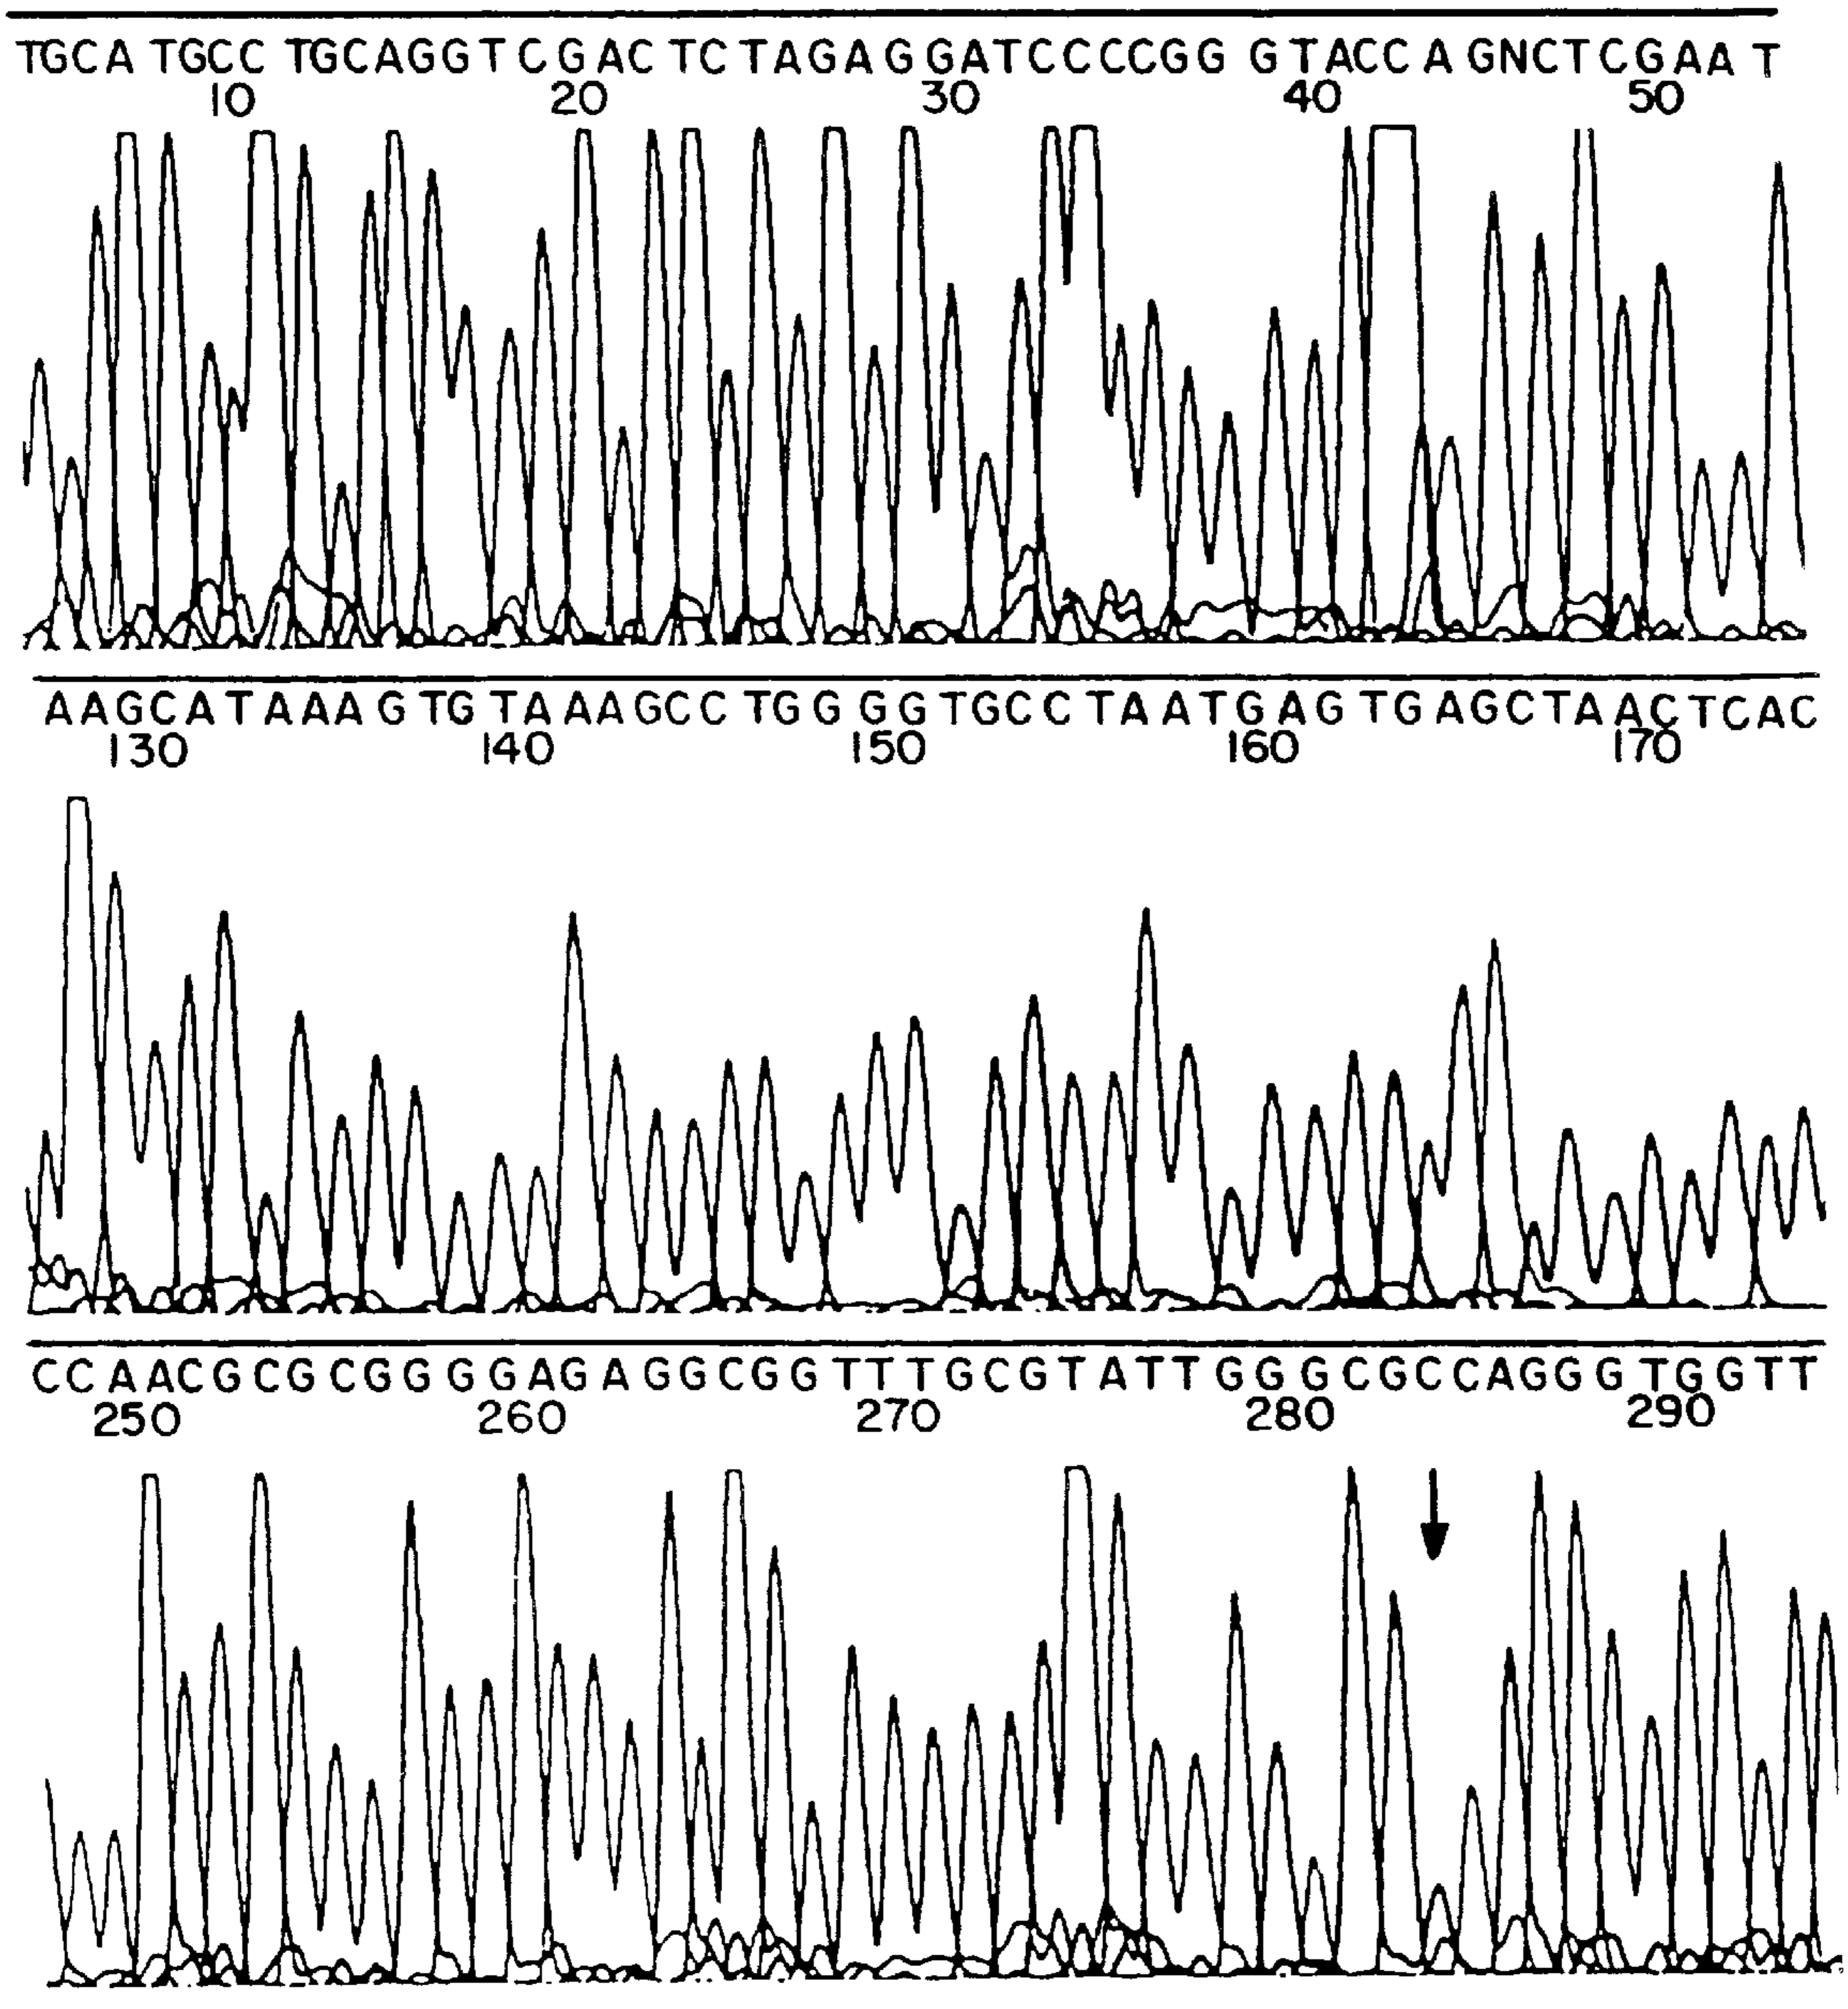 TGCA TGCC TGCAGGTCGACTCTAGAGGATCCCCGG GTACCAGNCTCGAAT
10 20 30 40 50
AAGCATAAAGTGTAAAGCCTGGGGTGCCTAATGAGTGAGCTAACTCAC
130 140 150 160 170
CCAACGCGCGGGGAGAGGCGGTTTGCGTATTGGGCGCCAGGGTGGTT
250 260 270 280 290